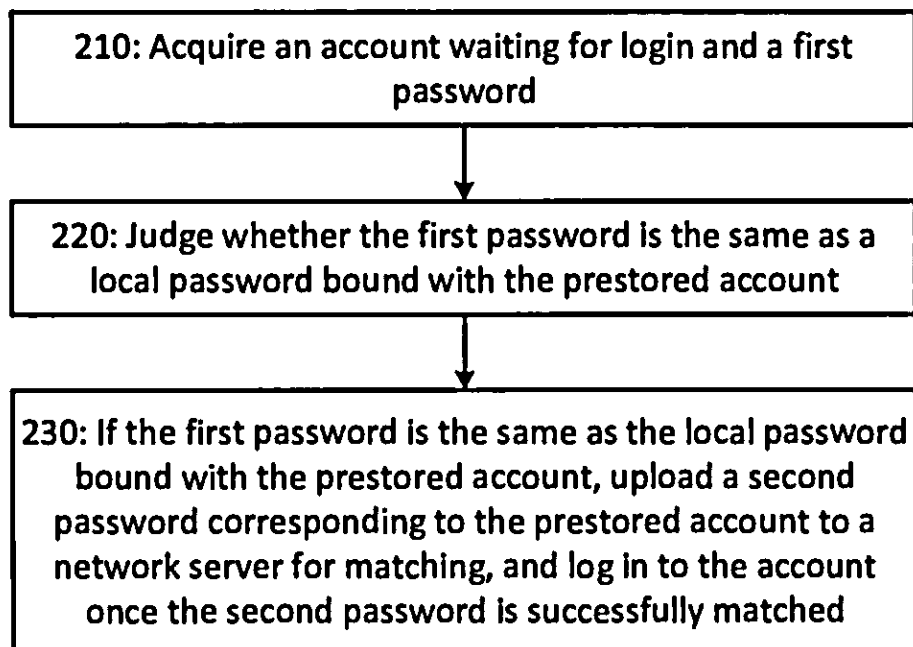 210: Acquire an account waiting for login and a first
password
220: Judge whether the first password is the same as a
local password bound with the prestored account
230: If the first password is the same as the local password
bound with the prestored account, upload a second
password corresponding to the prestored account to a
network server for matching, and log in to the account
once the second password is successfully matched